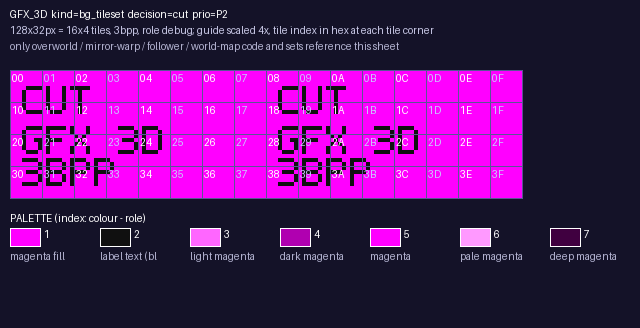 GFX_3D kind=bg_tileset decision=cut prio=P2
128x32px = 16x4 tiles, 3bpp, role debug; guide scaled 4x, tile index in hex at each tile corner
only overworld / mirror-warp / follower / world-map code and sets reference this sheet
00 01 02 03 04 05 06 07 08 09 0A 0B 0C 0D 0E 0F
CUT CUT
10 11 12 13 14 15 16 17 18 19 1A 1B 1C 1D 1E 1F
GFX 3D GFX 3D
20 21 22 23 24 25 26 27 28 29 2A 2B 2C 2D 2E 2F
3BPP 3BPP
30 31 32 33 34 35 36 37 38 39 3A 3B 3C 3D 3E 3F
PALETTE (index: colour - role)
1 2 3 4 5 6 7
magenta fill label text (bl light magenta dark magenta magenta pale magenta deep magenta